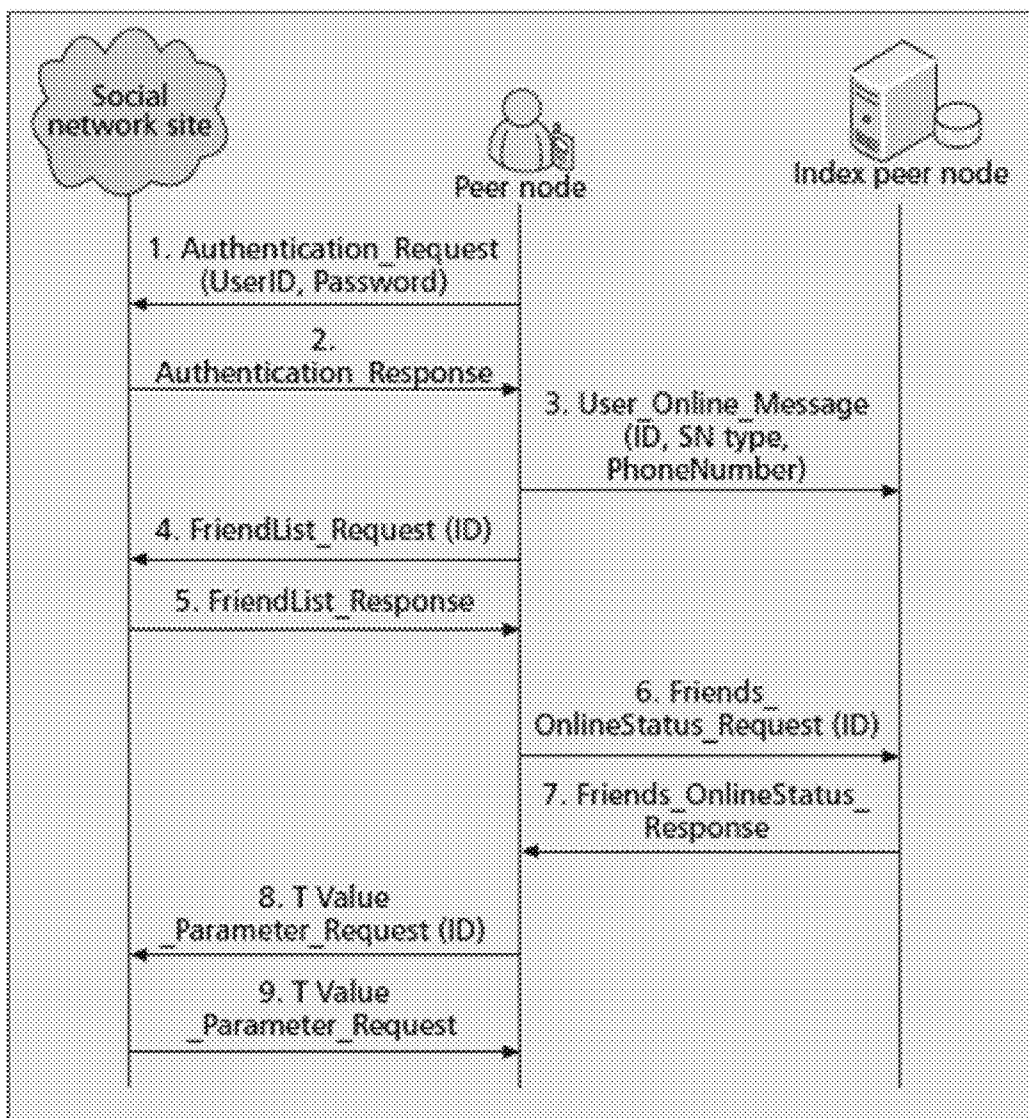 Social
network site
Peer node
Index peer node
1. Authentication_Request
(UserID, Password)
2.
Authentication_Response
3. User_Online_Message
(ID, SN type,
PhoneNumber)
4. FriendList_Request (ID)
5. FriendList_Response
6. Friends_
OnlineStatus_Request (ID)
7. Friends_OnlineStatus_
Response
8. T Value
_Parameter_Request (ID)
9. T Value
_Parameter_Request